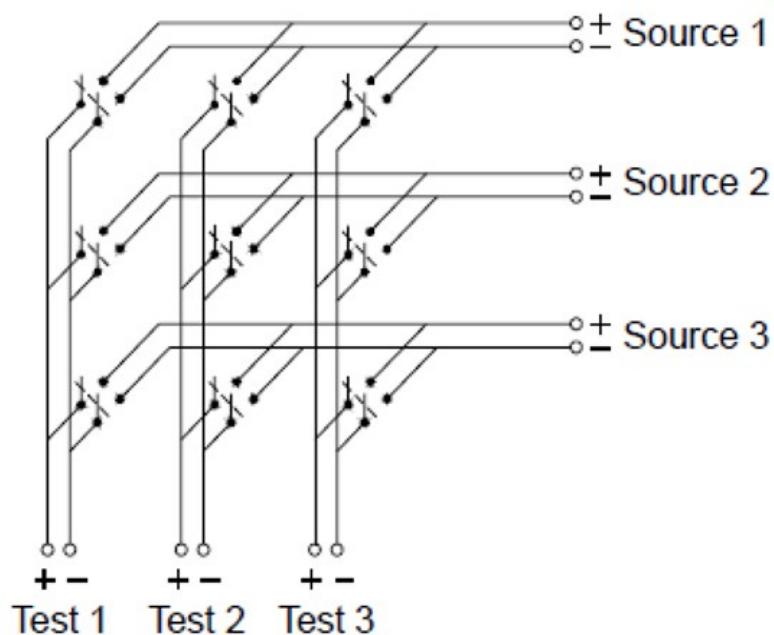 + Source 1
−
+ Source 2
−
+ Source 3
−
+ − + − + −
Test 1 Test 2 Test 3